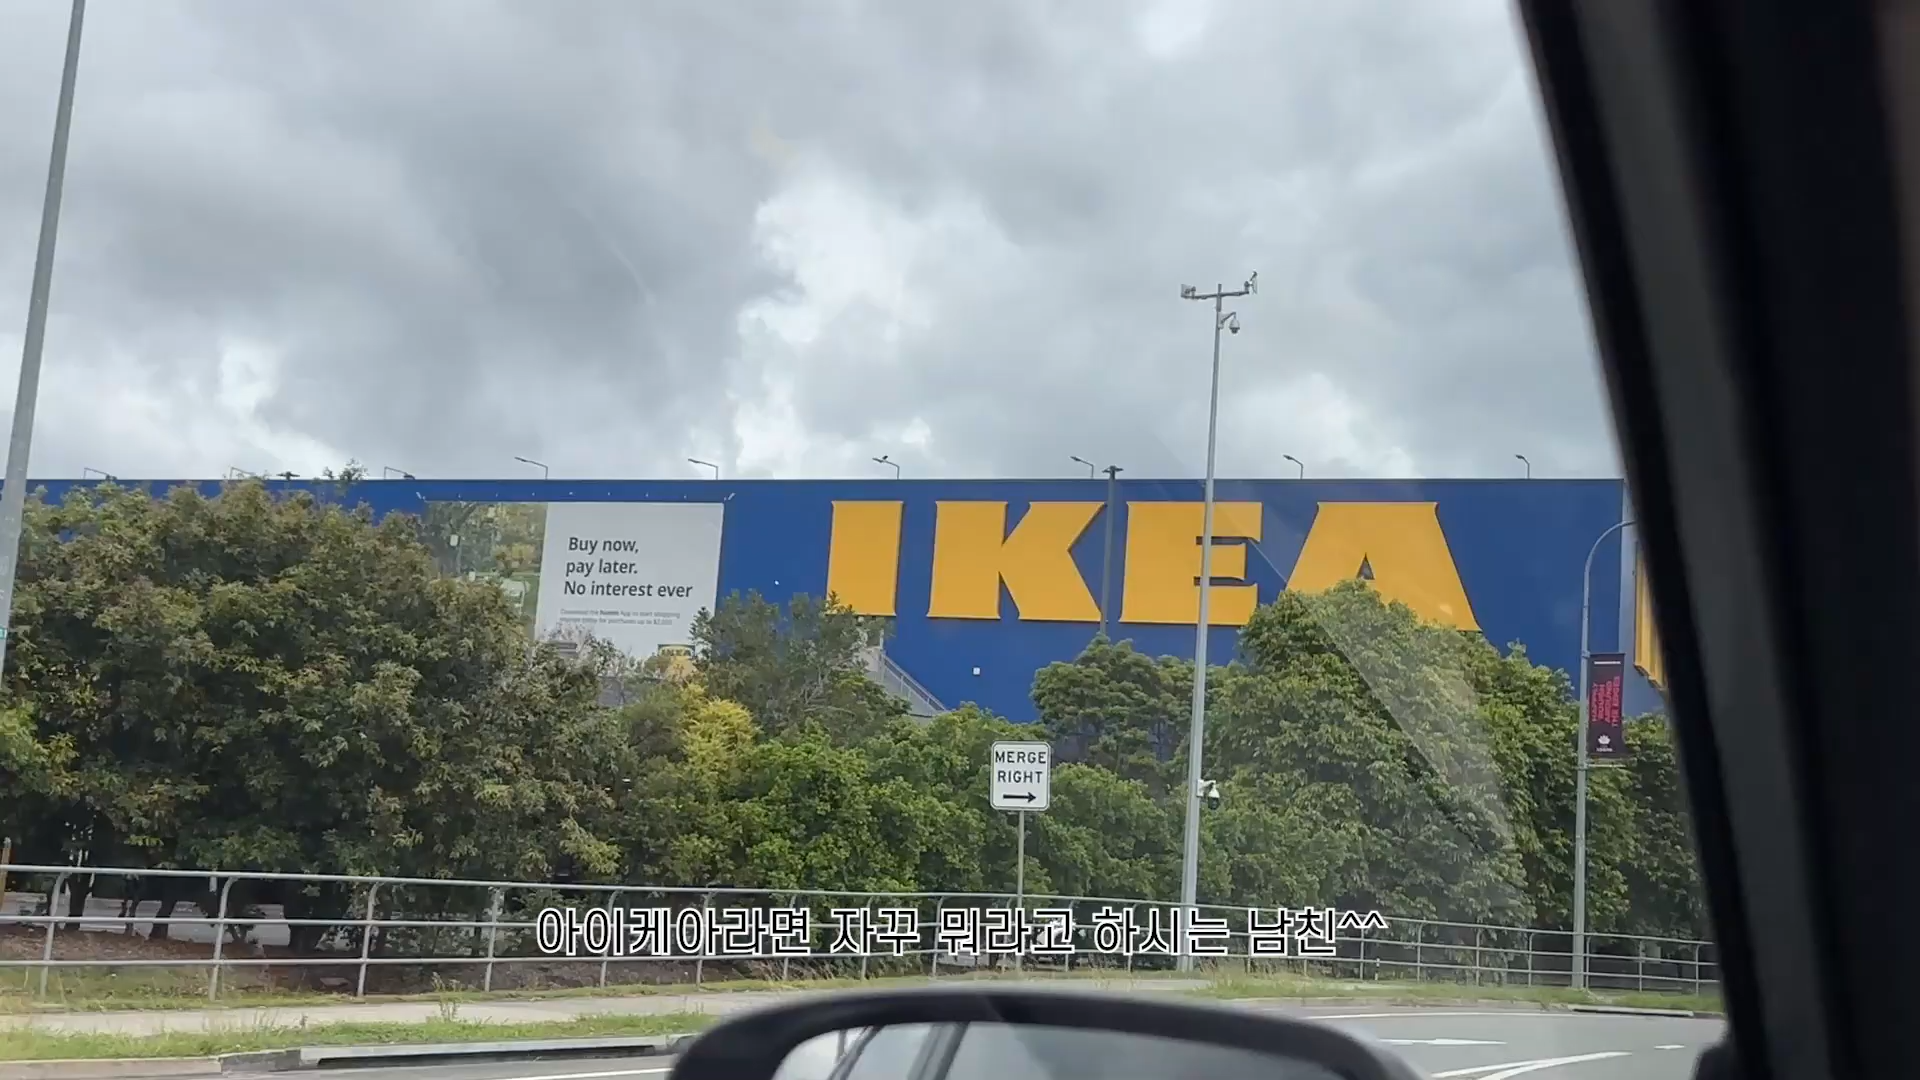 IKEA
Buy now,
pay later.
No interest ever
MERGE
RIGHT
아이케아라면 자꾸 뭐라고 하시는 남친^^